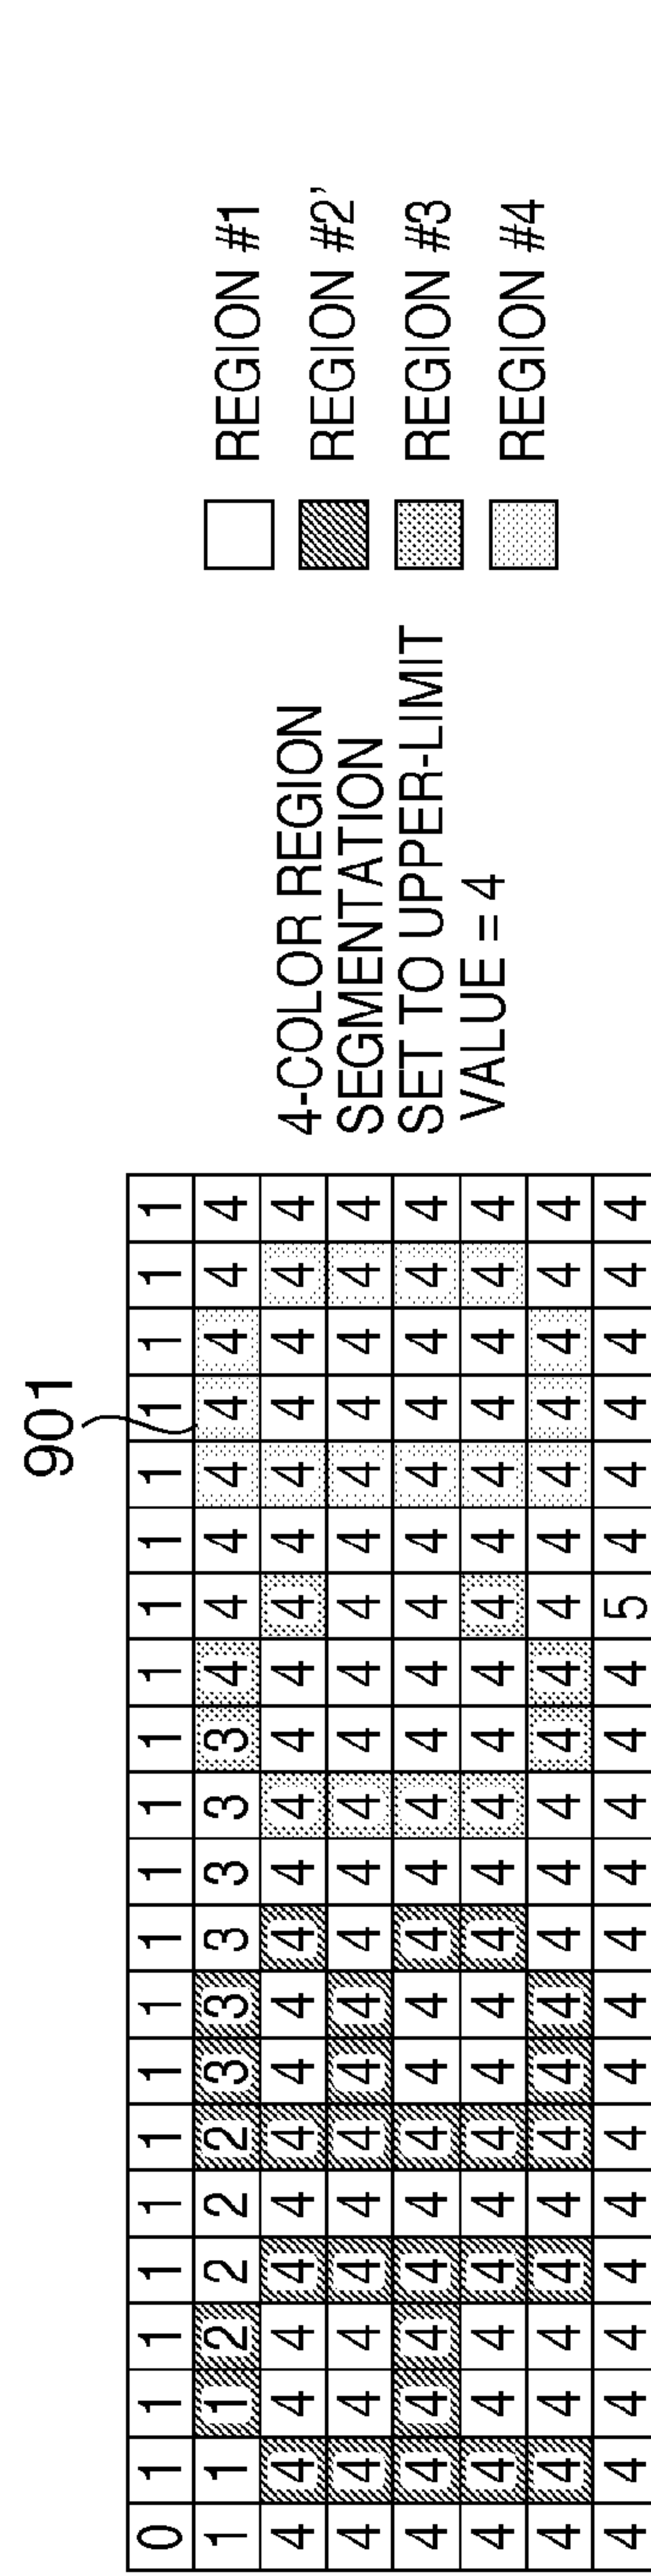 901
0 1 1 1 1 1 1 1 1 1 1 1 1 1 1 1 1 1 1 1 1
1 1 1 2 2 2 2 3 3 3 3 3 3 4 4 4 4 4 4 4 4
4 4 4 4 4 4 4 4 4 4 4 4 4 4 4 4 4 4 4 4 4
4 4 4 4 4 4 4 4 4 4 4 4 4 4 4 4 4 4 4 4 4
4 4 4 4 4 4 4 4 4 4 4 4 4 4 4 4 4 4 4 4 4
4 4 4 4 4 4 4 4 4 4 4 4 4 4 4 4 4 4 4 4 4
4 4 4 4 4 4 4 4 4 4 4 4 4 4 4 4 4 4 4 4 4
4 4 4 4 4 4 4 4 4 4 4 4 4 4 5 4 4 4 4 4 4
4-COLOR REGION
SEGMENTATION
SET TO UPPER-LIMIT
VALUE = 4
REGION #1
REGION #2'
REGION #3
REGION #4